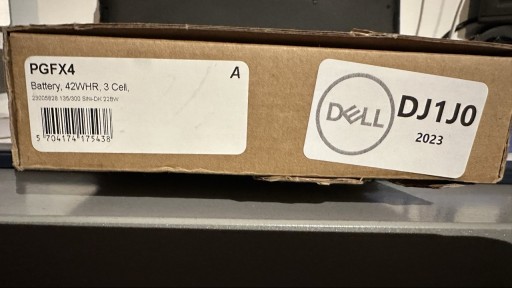 PGFX4
A
Battery, 42WHR, 3 Cell,
5 704174 175438
DELL
DJ1J0
2023